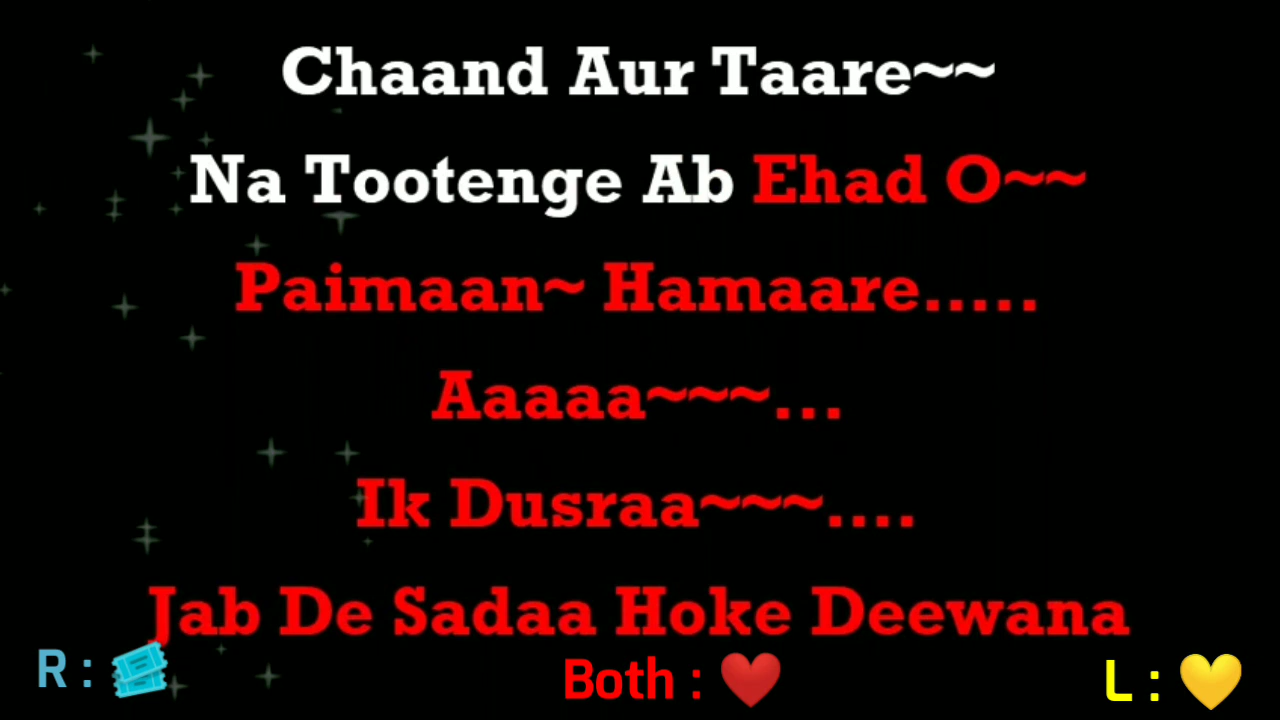 Chaand Aur Taare~~
Na Tootenge Ab Ehad O~~
Paimaan~ Hamaare.....
Aaaaa~~~...
Ik Dusraa~~~....
Jab De Sadaa Hoke Deewana
R : 🎟️ Both : ❤️ L : 💛